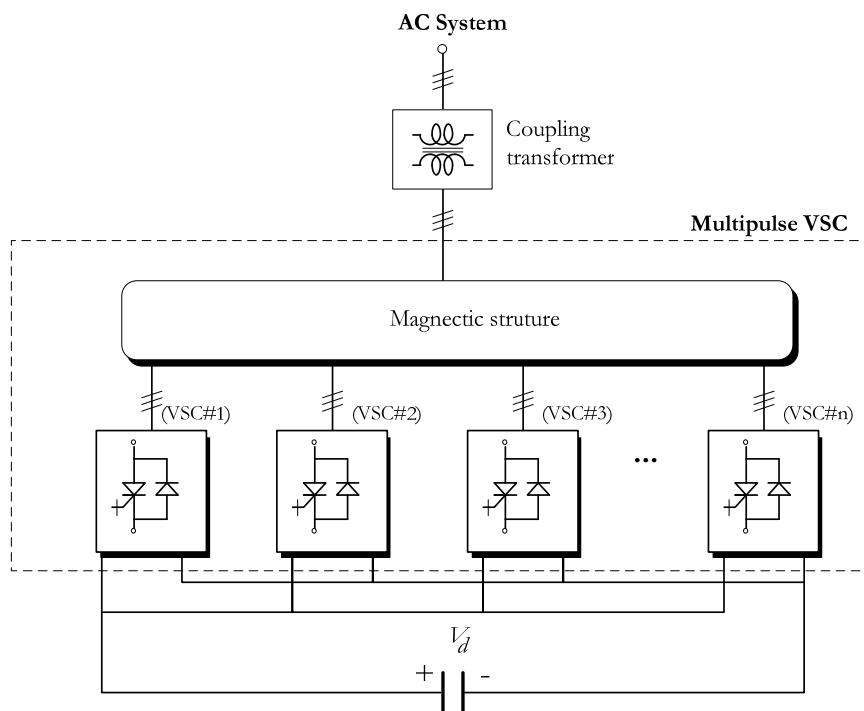 AC System
Coupling
transformer
Multipulse VSC
Magnectic struture
(VSC#1)
(VSC#2)
(VSC#3)
(VSC#n)
...
V_d
+
-